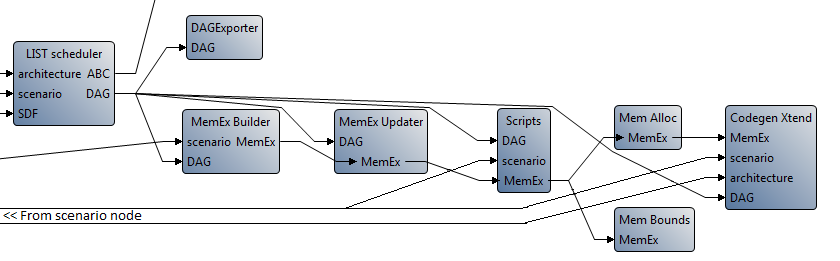 LIST scheduler
architecture ABC
scenario DAG
SDF
DAGExporter
DAG
MemEx Builder
scenario MemEx
DAG
MemEx Updater
DAG
MemEx
Scripts
DAG
scenario
MemEx
Mem Alloc
MemEx
Codegen Xtend
MemEx
scenario
architecture
DAG
Mem Bounds
MemEx
<< From scenario node